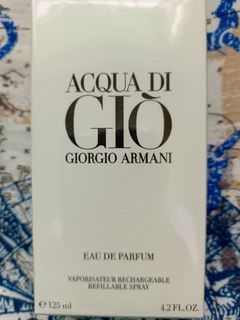 ACQUA DI
GIÒ
GIORGIO ARMANI
EAU DE PARFUM
VAPORISATEUR RECHARGEABLE
REFILLABLE SPRAY
℮ 125 ml 4.2 FL.OZ.